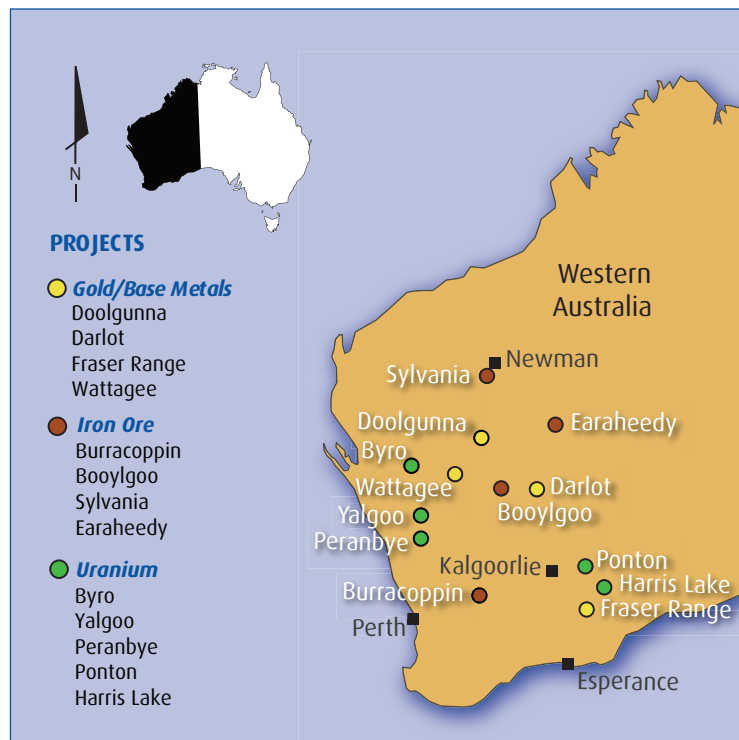 N
PROJECTS
Gold/Base Metals
Doolgunna
Darlot
Fraser Range
Wattagee
Iron Ore
Burracoppin
Booylgoo
Sylvania
Earaheedy
Uranium
Byro
Yalgoo
Peranbye
Ponton
Harris Lake
Western
Australia
Newman
Sylvania
Doolgunna
Earaheedy
Byro
Wattagee
Darlot
Booylgoo
Yalgoo
Peranbye
Kalgoorlie
Ponton
Harris Lake
Burracoppin
Fraser Range
Perth
Esperance